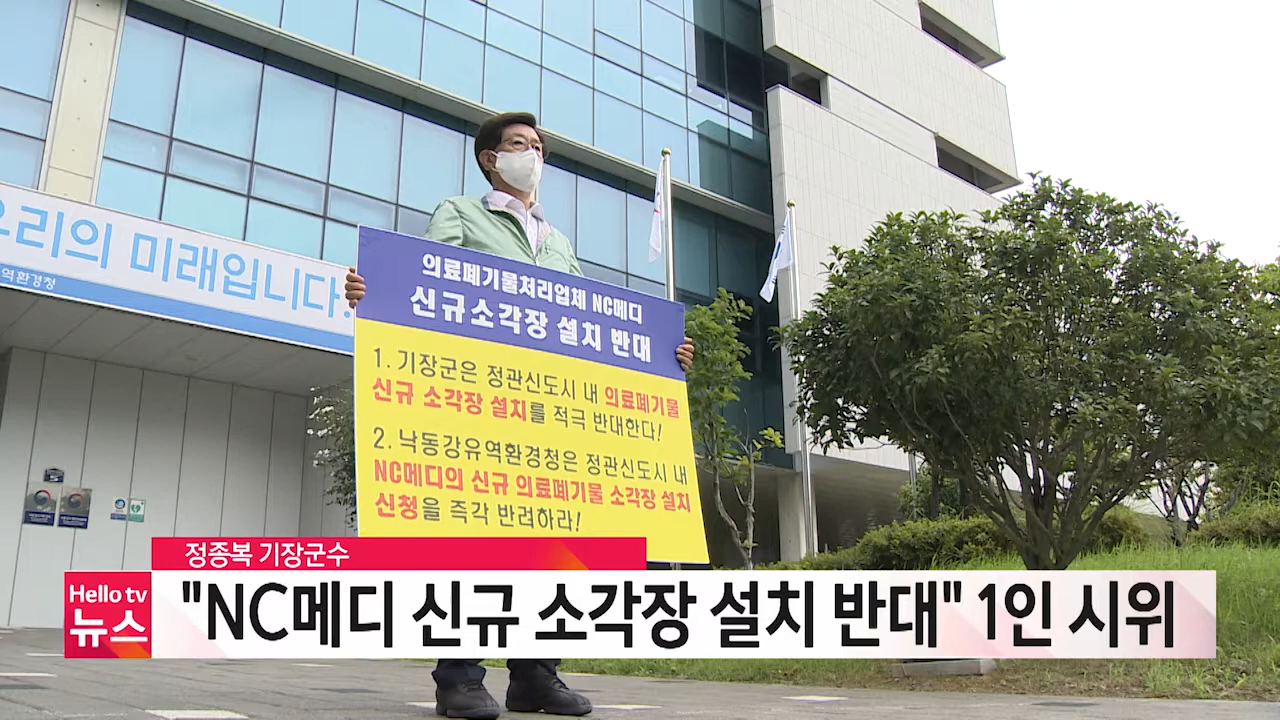 우리의 미래입니다.
역환경청
의료폐기물처리업체 NC메디
신규소각장 설치 반대
1. 기장군은 정관신도시 내 의료폐기물
신규 소각장 설치를 적극 반대한다!
2. 낙동강유역환경청은 정관신도시 내
NC메디의 신규 의료폐기물 소각장 설치
신청을 즉각 반려하라!
정종복 기장군수
Hello tv
뉴스
"NC메디 신규 소각장 설치 반대" 1인 시위